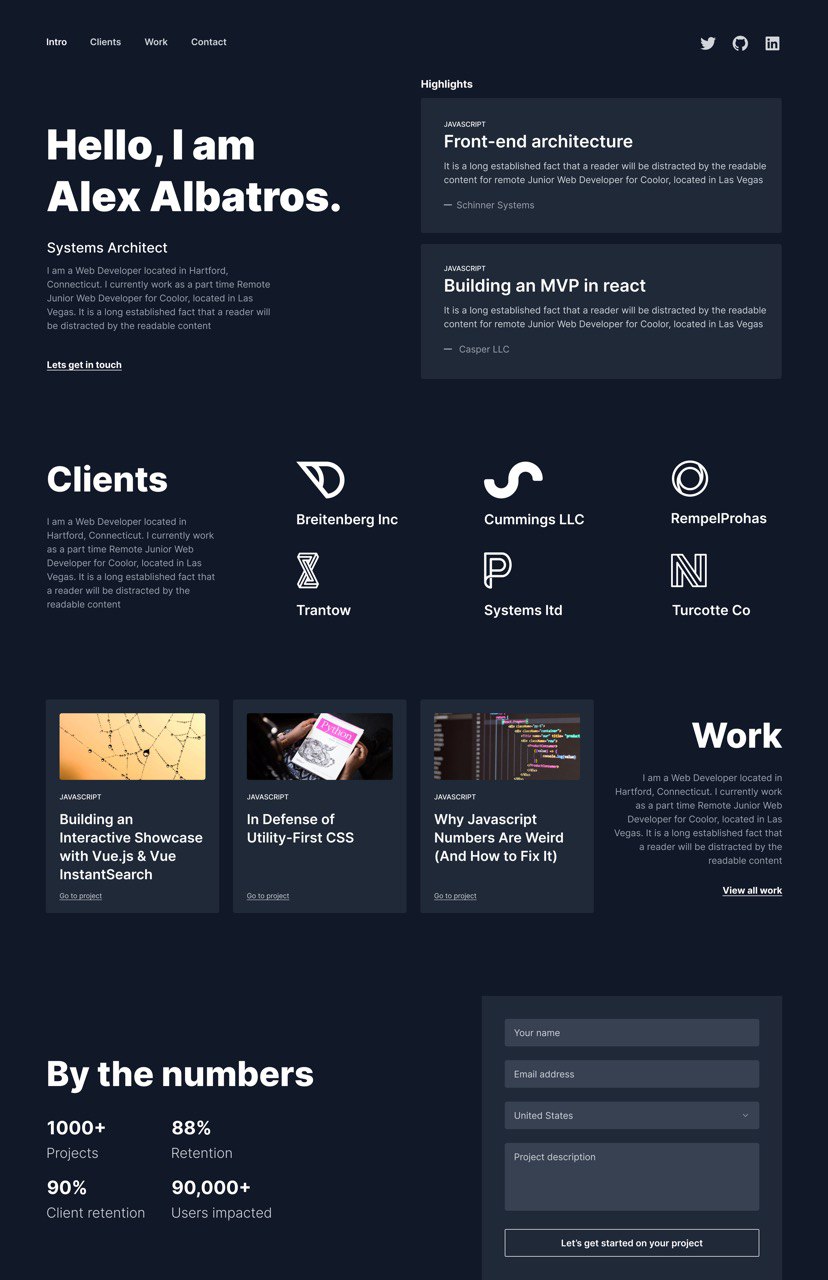 Intro Clients Work Contact
Highlights
Hello, I am
Alex Albatros.
Systems Architect
I am a Web Developer located in Hartford,
Connecticut. I currently work as a part time Remote
Junior Web Developer for Coolor, located in Las
Vegas. It is a long established fact that a reader will
be distracted by the readable content
Lets get in touch
JAVASCRIPT
Front-end architecture
It is a long established fact that a reader will be distracted by the readable
content for remote Junior Web Developer for Coolor, located in Las Vegas
— Schinner Systems
JAVASCRIPT
Building an MVP in react
It is a long established fact that a reader will be distracted by the readable
content for remote Junior Web Developer for Coolor, located in Las Vegas
— Casper LLC
Clients
I am a Web Developer located in
Hartford, Connecticut. I currently work
as a part time Remote Junior Web
Developer for Coolor, located in Las
Vegas. It is a long established fact that
a reader will be distracted by the
readable content
Breitenberg Inc
Cummings LLC
RempelProhas
Trantow
Systems ltd
Turcotte Co
JAVASCRIPT
Building an
Interactive Showcase
with Vue.js & Vue
InstantSearch
Go to project
Python
JAVASCRIPT
In Defense of
Utility-First CSS
Go to project
JAVASCRIPT
Why Javascript
Numbers Are Weird
(And How to Fix It)
Go to project
Work
I am a Web Developer located in
Hartford, Connecticut. I currently work
as a part time Remote Junior Web
Developer for Coolor, located in Las
Vegas. It is a long established fact that
a reader will be distracted by the
readable content
View all work
By the numbers
1000+
Projects
88%
Retention
90%
Client retention
90,000+
Users impacted
Your name
Email address
United States
Project description
Let’s get started on your project